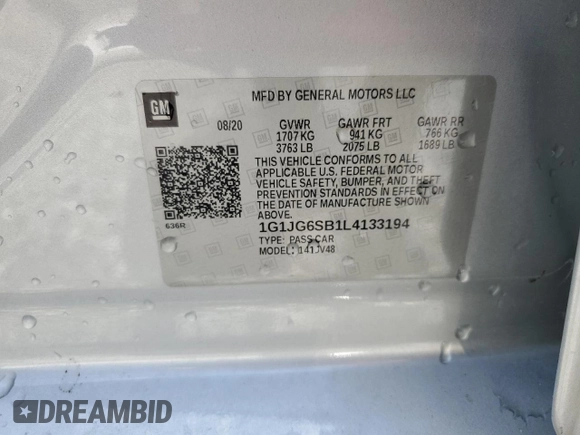 GM
MFD BY GENERAL MOTORS LLC
08/20 GVWR GAWR FRT GAWR RR
1707 KG 941 KG 766 KG
3763 LB 2075 LB 1689 LB
THIS VEHICLE CONFORMS TO ALL
APPLICABLE U.S. FEDERAL MOTOR
VEHICLE SAFETY, BUMPER, AND THEFT
PREVENTION STANDARDS IN EFFECT ON
THE DATE OF MANUFACTURE SHOWN
ABOVE.
636R 1G1JG6SB1L4133194
TYPE: PASS CAR
MODEL: 141JV48
DREAMBID